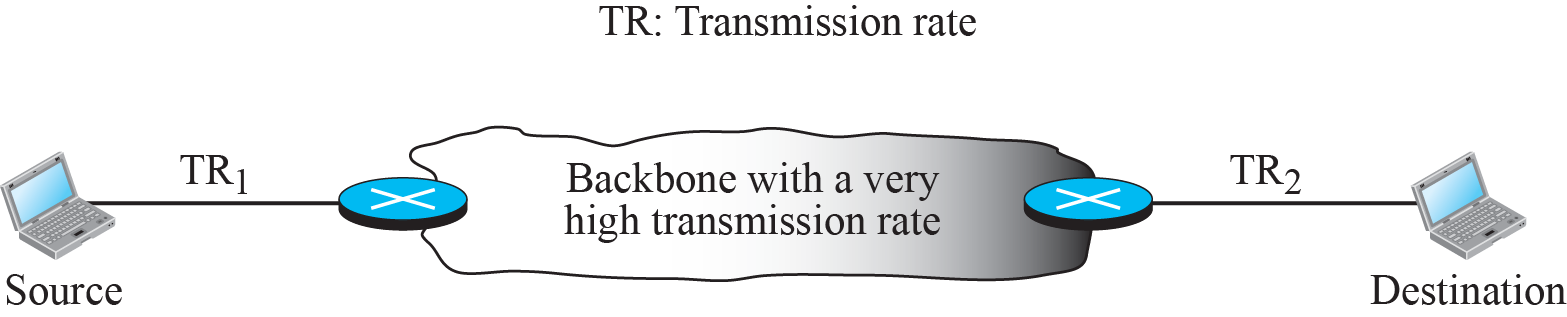 TR: Transmission rate
TR1
Backbone with a very
high transmission rate
TR2
Source
Destination